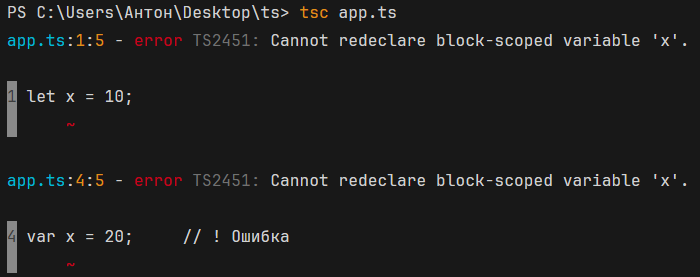 PS C:\Users\Антон\Desktop\ts> tsc app.ts
app.ts:1:5 - error TS2451: Cannot redeclare block-scoped variable 'x'.
1 let x = 10;
~
app.ts:4:5 - error TS2451: Cannot redeclare block-scoped variable 'x'.
4 var x = 20;     // ! Ошибка
~